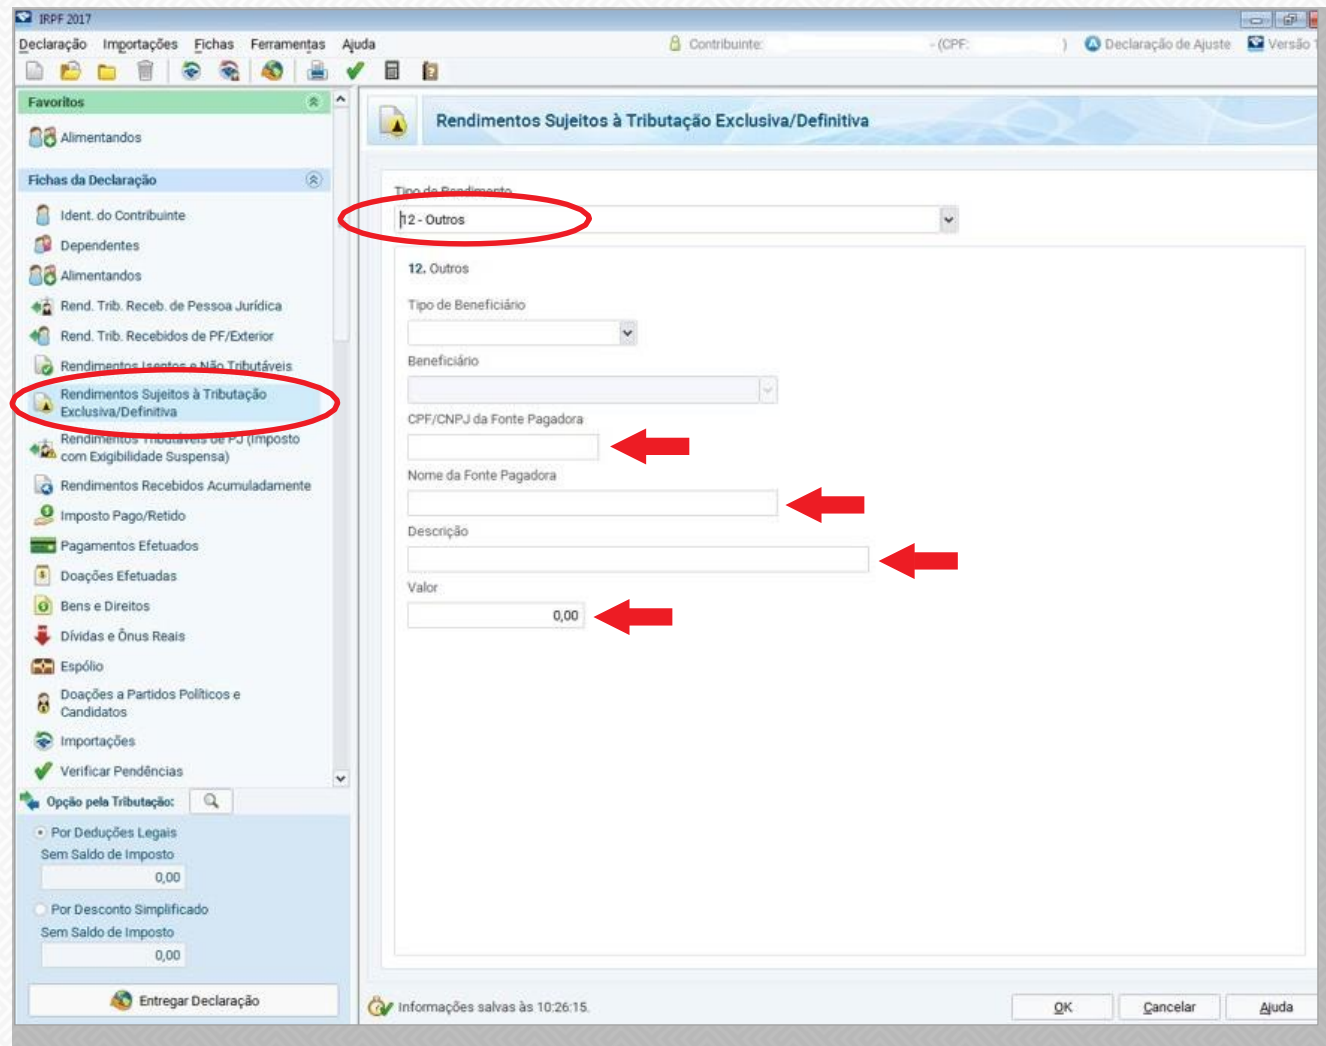 IRPF 2017
Declaração Importações Fichas Ferramentas Ajuda
Contribuinte: - (CPF: ) Declaração de Ajuste Versão 1
Favoritos
Alimentandos
Fichas da Declaração
Ident. do Contribuinte
Dependentes
Alimentandos
Rend. Trib. Receb. de Pessoa Jurídica
Rend. Trib. Recebidos de PF/Exterior
Rendimentos Isentos e Não Tributáveis
Rendimentos Sujeitos à Tributação
Exclusiva/Definitiva
Rendimentos Tributáveis de PJ (Imposto
com Exigibilidade Suspensa)
Rendimentos Recebidos Acumuladamente
Imposto Pago/Retido
Pagamentos Efetuados
Doações Efetuadas
Bens e Direitos
Dívidas e Ônus Reais
Espólio
Doações a Partidos Políticos e
Candidatos
Importações
Verificar Pendências
Opção pela Tributação:
Por Deduções Legais
Sem Saldo de Imposto
0,00
Por Desconto Simplificado
Sem Saldo de Imposto
0,00
Entregar Declaração
Rendimentos Sujeitos à Tributação Exclusiva/Definitiva
Tipo de Rendimento
12 - Outros
12. Outros
Tipo de Beneficiário
Beneficiário
CPF/CNPJ da Fonte Pagadora
Nome da Fonte Pagadora
Descrição
Valor
0,00
Informações salvas às 10:26:15.
OK Cancelar Ajuda